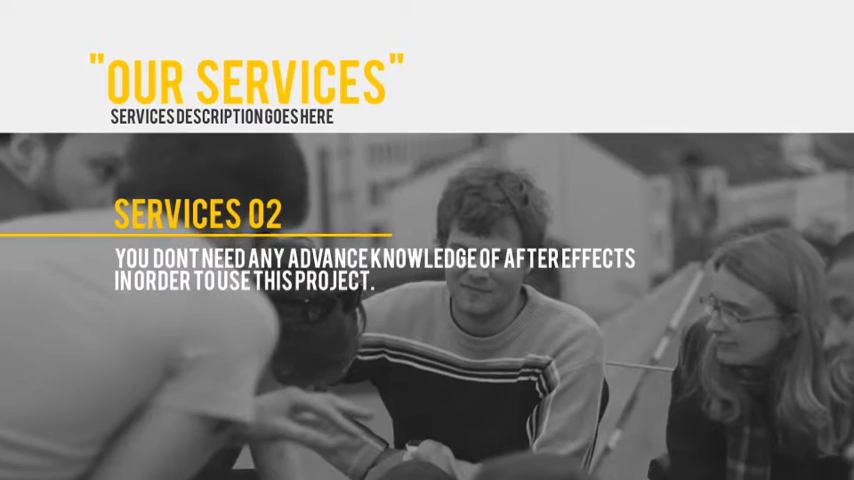 "OUR SERVICES"
SERVICES DESCRIPTION GOES HERE
SERVICES 02
YOU DONT NEED ANY ADVANCE KNOWLEDGE OF AFTER EFFECTS
IN ORDER TO USE THIS PROJECT.